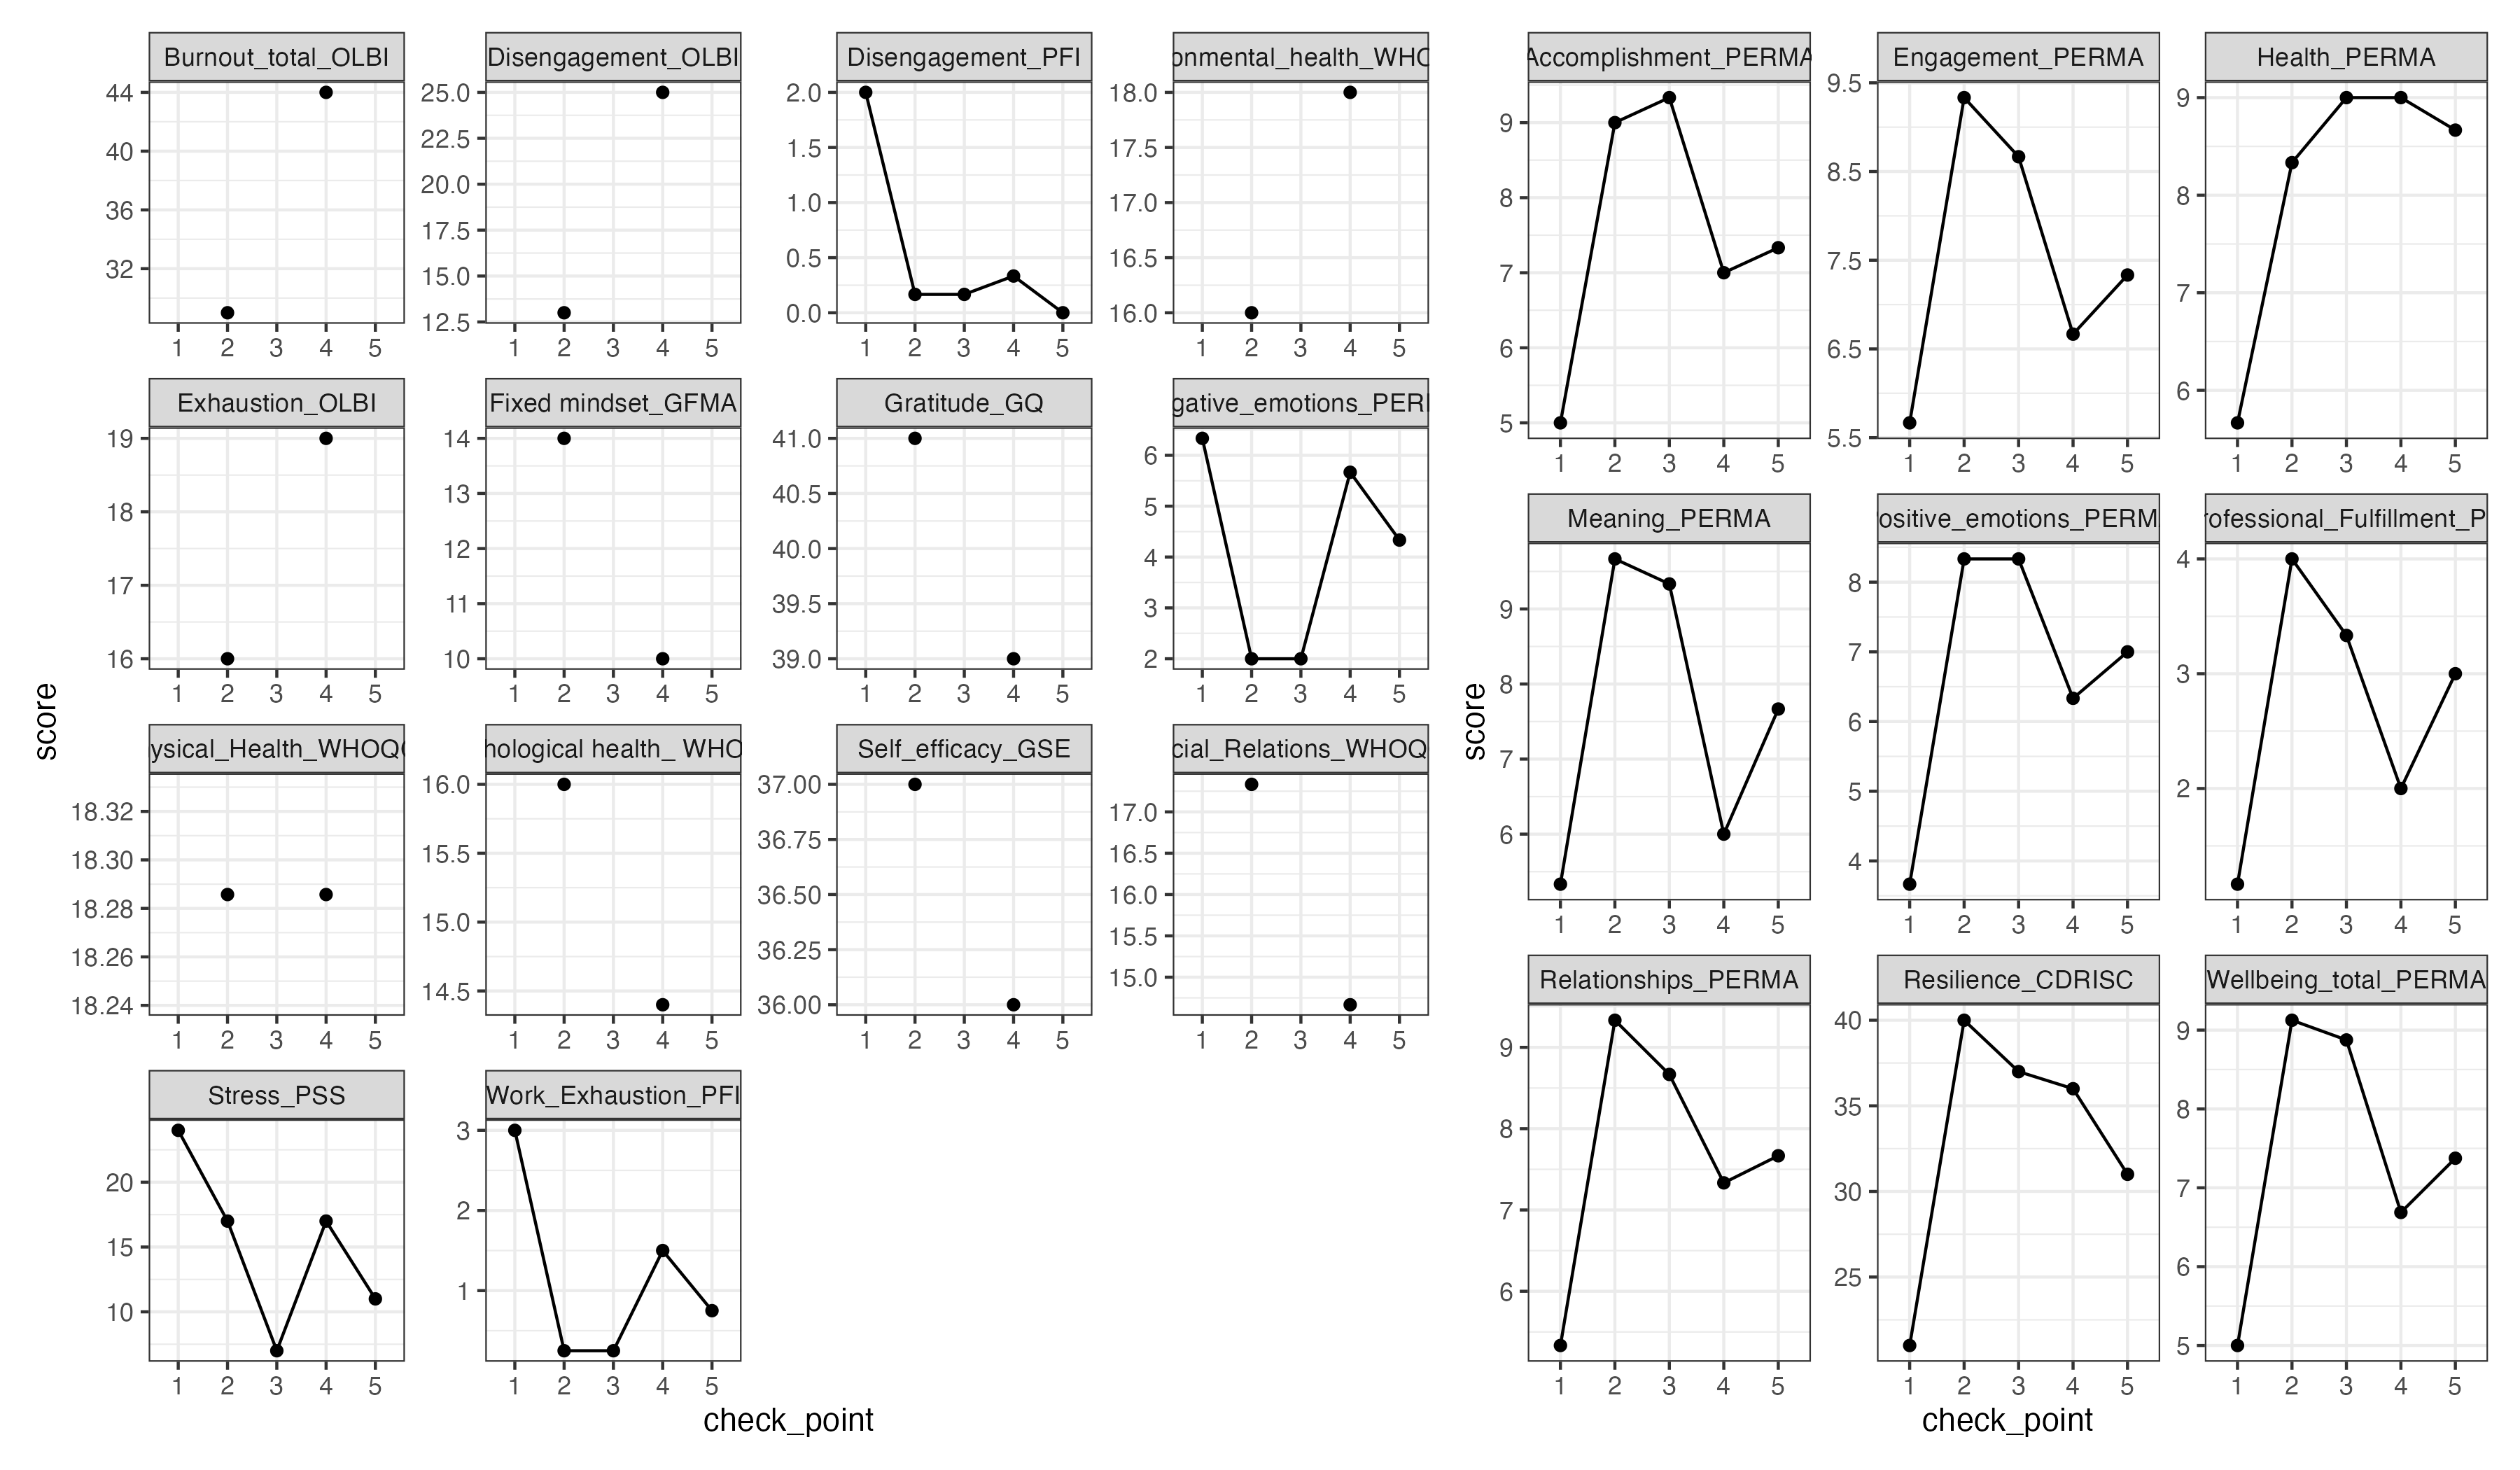 Burnout_total_OLBI
44
40
36
32
1 2 3 4 5
Disengagement_OLBI
25.0
22.5
20.0
17.5
15.0
12.5
1 2 3 4 5
Disengagement_PFI
2.0
1.5
1.0
0.5
0.0
1 2 3 4 5
onmental_health_WHO
18.0
17.5
17.0
16.5
16.0
1 2 3 4 5
Exhaustion_OLBI
19
18
17
16
1 2 3 4 5
Fixed mindset_GFMA
14
13
12
11
10
1 2 3 4 5
Gratitude_GQ
41.0
40.5
40.0
39.5
39.0
1 2 3 4 5
gative_emotions_PER
6
5
4
3
2
1 2 3 4 5
ysical_Health_WHOQ
18.32
18.30
18.28
18.26
18.24
1 2 3 4 5
hological health_ WHO
16.0
15.5
15.0
14.5
1 2 3 4 5
Self_efficacy_GSE
37.00
36.75
36.50
36.25
36.00
1 2 3 4 5
cial_Relations_WHOQ
17.0
16.5
16.0
15.5
15.0
1 2 3 4 5
Stress_PSS
20
15
10
1 2 3 4 5
Work_Exhaustion_PFI
3
2
1
1 2 3 4 5
score
check_point
Accomplishment_PERMA
9
8
7
6
5
1 2 3 4 5
Engagement_PERMA
9.5
8.5
7.5
6.5
5.5
1 2 3 4 5
Health_PERMA
9
8
7
6
1 2 3 4 5
Meaning_PERMA
9
8
7
6
1 2 3 4 5
ositive_emotions_PERM
8
7
6
5
4
1 2 3 4 5
rofessional_Fulfillment_P
4
3
2
1 2 3 4 5
Relationships_PERMA
9
8
7
6
1 2 3 4 5
Resilience_CDRISC
40
35
30
25
1 2 3 4 5
Wellbeing_total_PERMA
9
8
7
6
5
1 2 3 4 5
score
check_point